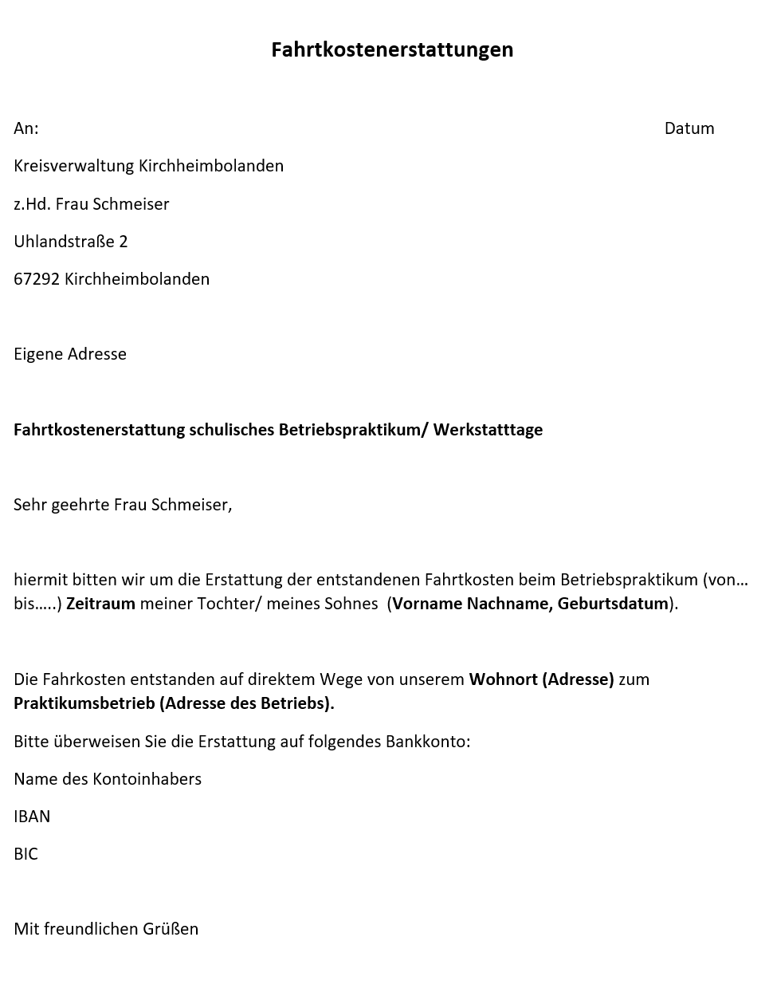 Fahrtkostenerstattungen
An: Datum
Kreisverwaltung Kirchheimbolanden
z.Hd. Frau Schmeiser
Uhlandstraße 2
67292 Kirchheimbolanden
Eigene Adresse
Fahrtkostenerstattung schulisches Betriebspraktikum/ Werkstatttage
Sehr geehrte Frau Schmeiser,
hiermit bitten wir um die Erstattung der entstandenen Fahrtkosten beim Betriebspraktikum (von…
bis…..) Zeitraum meiner Tochter/ meines Sohnes  (Vorname Nachname, Geburtsdatum).
Die Fahrkosten entstanden auf direktem Wege von unserem Wohnort (Adresse) zum
Praktikumsbetrieb (Adresse des Betriebs).
Bitte überweisen Sie die Erstattung auf folgendes Bankkonto:
Name des Kontoinhabers
IBAN
BIC
Mit freundlichen Grüßen